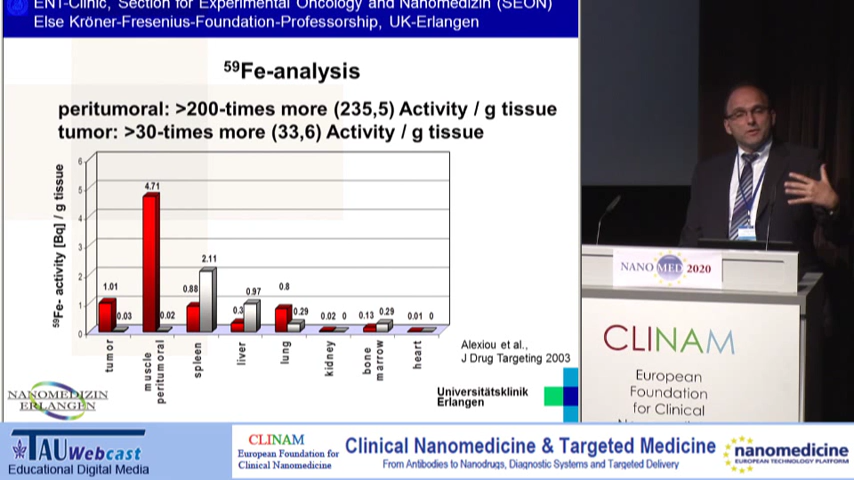 ENT-Clinic, Section for Experimental Oncology and Nanomedizin (SEON)
Else Kröner-Fresenius-Foundation-Professorship, UK-Erlangen
59Fe-analysis
peritumoral: >200-times more (235,5) Activity / g tissue
tumor: >30-times more (33,6) Activity / g tissue
59Fe- activity [Bq] / g tissue
6
5
4
3
2
1
0
1.01
0.03
4.71
0.02
0.88
2.11
0.3
0.97
0.8
0.29
0.02
0
0.13
0.29
0.01
0
tumor
muscle
peritumoral
spleen
liver
lung
kidney
bone
marrow
heart
Alexiou et al.,
J Drug Targeting 2003
NANOMEDIZIN
ERLANGEN
Universitätsklinik
Erlangen
NANO MED 2020
CLINAM
European
Foundation
for Clinical
TAU Webcast
Educational Digital Media
CLINAM
European Foundation for
Clinical Nanomedicine
Clinical Nanomedicine & Targeted Medicine
From Antibodies to Nanodrugs, Diagnostic Systems and Targeted Delivery
nanomedicine
EUROPEAN TECHNOLOGY PLATFORM